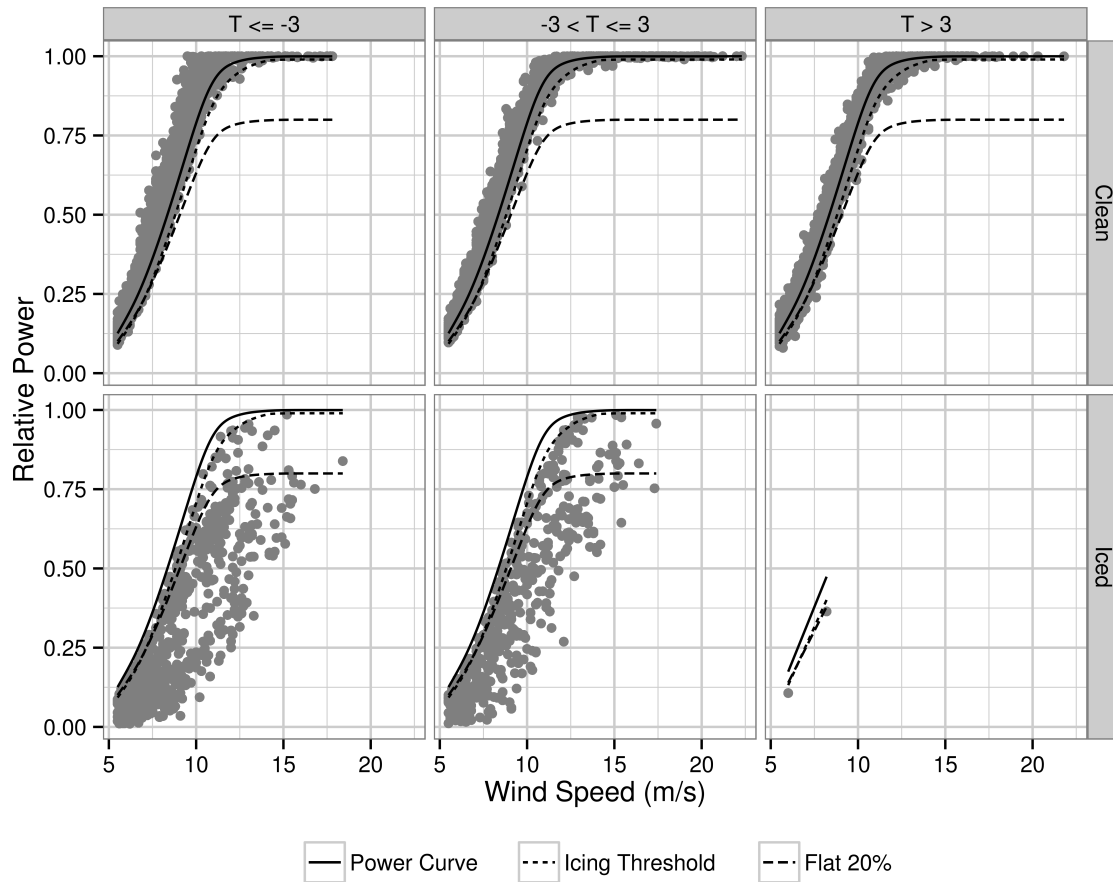 T <= -3
-3 < T <= 3
T > 3
1.00
0.75
0.50
0.25
0.00
Clean
1.00
0.75
0.50
0.25
0.00
Iced
Relative Power
5 10 15 20
5 10 15 20
5 10 15 20
Wind Speed (m/s)
Power Curve
Icing Threshold
Flat 20%